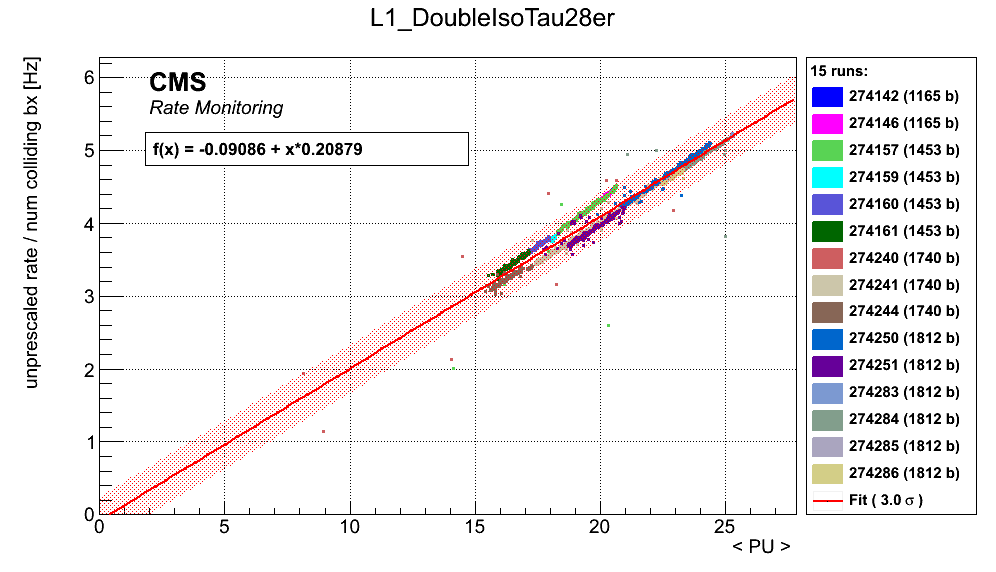 L1_DoubleIsoTau28er
unprescaled rate / num colliding bx [Hz]
6
5
4
3
2
1
0
CMS
Rate Monitoring
f(x) = -0.09086 + x*0.20879
0 5 10 15 20 25
< PU >
15 runs:
274142 (1165 b)
274146 (1165 b)
274157 (1453 b)
274159 (1453 b)
274160 (1453 b)
274161 (1453 b)
274240 (1740 b)
274241 (1740 b)
274244 (1740 b)
274250 (1812 b)
274251 (1812 b)
274283 (1812 b)
274284 (1812 b)
274285 (1812 b)
274286 (1812 b)
Fit ( 3.0 σ )